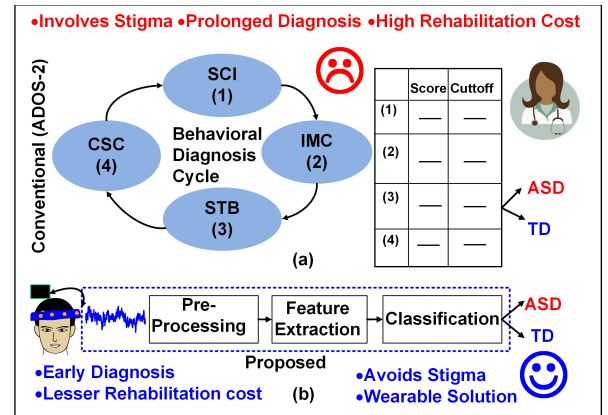 •Involves Stigma •Prolonged Diagnosis •High Rehabilitation Cost
Conventional (ADOS-2)
SCI
(1)
CSC
(4)
Behavioral
Diagnosis
Cycle
IMC
(2)
STB
(3)
(a)
Score Cuttoff
(1)
(2)
(3)
(4)
ASD
TD
Pre-
Processing
Feature
Extraction
Classification
ASD
TD
Proposed
•Early Diagnosis
•Lesser Rehabilitation cost
(b)
•Avoids Stigma
•Wearable Solution